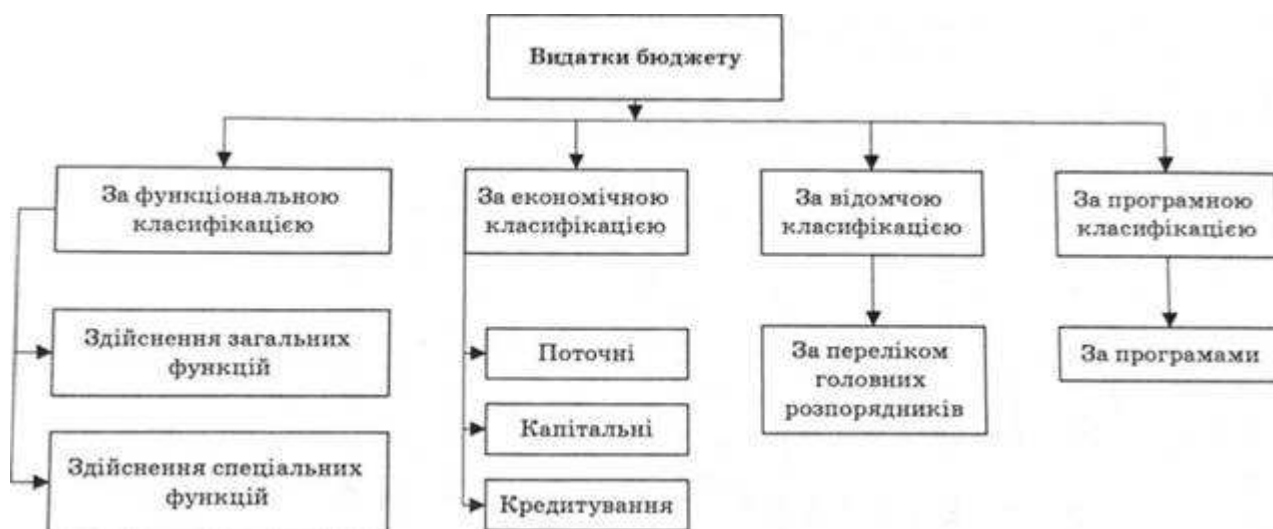 Видатки бюджету
За функціональною
класифікацією
За економічною
класифікацією
За відомчою
класифікацією
За програмною
класифікацією
Здійснення загальних
функцій
Здійснення спеціальних
функцій
Поточні
Капітальні
Кредитування
За переліком
головних
розпорядників
За програмами